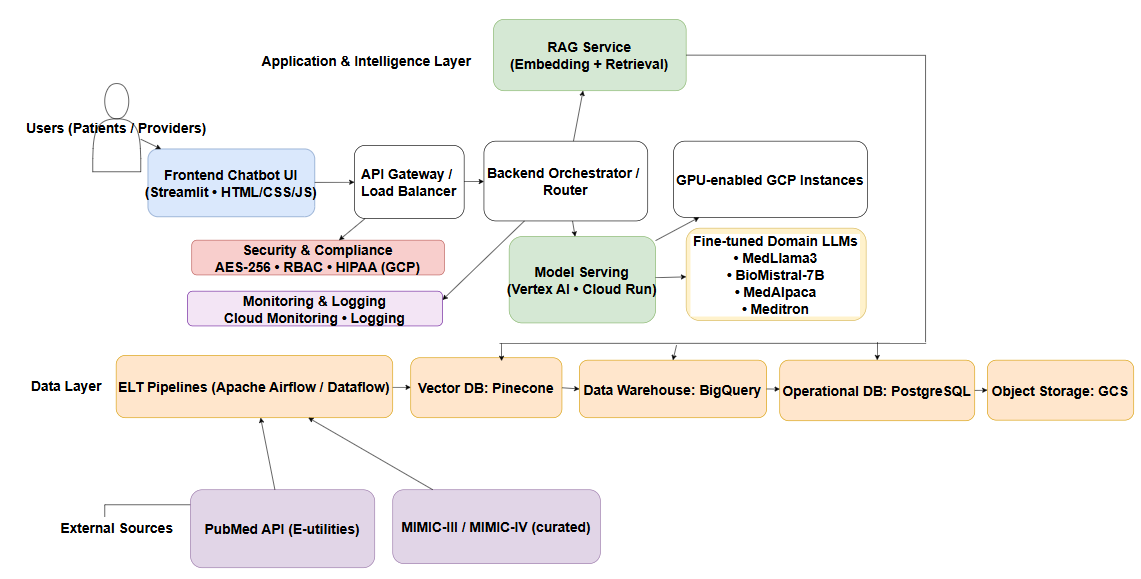 RAG Service
(Embedding + Retrieval)
Application & Intelligence Layer
Users (Patients / Providers)
Frontend Chatbot UI
(Streamlit • HTML/CSS/JS)
API Gateway /
Load Balancer
Backend Orchestrator /
Router
GPU-enabled GCP Instances
Security & Compliance
AES-256 • RBAC • HIPAA (GCP)
Monitoring & Logging
Cloud Monitoring • Logging
Model Serving
(Vertex AI • Cloud Run)
Fine-tuned Domain LLMs
• MedLlama3
• BioMistral-7B
• MedAlpaca
• Meditron
Data Layer
ELT Pipelines (Apache Airflow / Dataflow)
Vector DB: Pinecone
Data Warehouse: BigQuery
Operational DB: PostgreSQL
Object Storage: GCS
External Sources
PubMed API (E-utilities)
MIMIC-III / MIMIC-IV (curated)